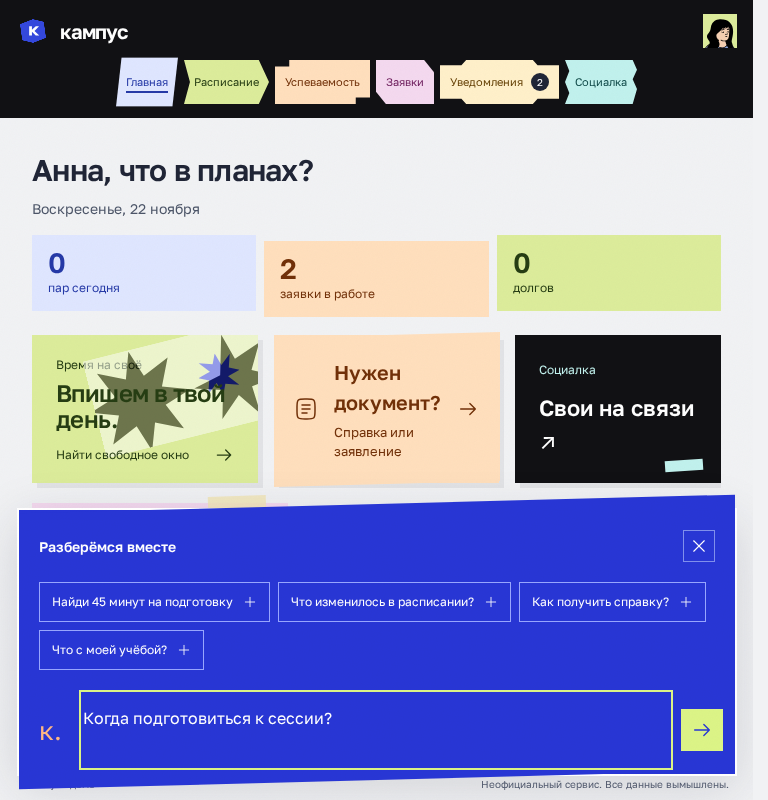 кампус
Главная
Расписание
Успеваемость
Заявки
Уведомления 2
Социалка
Анна, что в планах?
Воскресенье, 22 ноября
0
пар сегодня
2
заявки в работе
0
долгов
Время на своё
Впишем в твой
день.
Найти свободное окно
Нужен
документ?
Справка или
заявление
Социалка
Свои на связи
Разберёмся вместе
Найди 45 минут на подготовку
Что изменилось в расписании?
Как получить справку?
Что с моей учёбой?
к.
Когда подготовиться к сессии?
Неофициальный сервис. Все данные вымышлены.